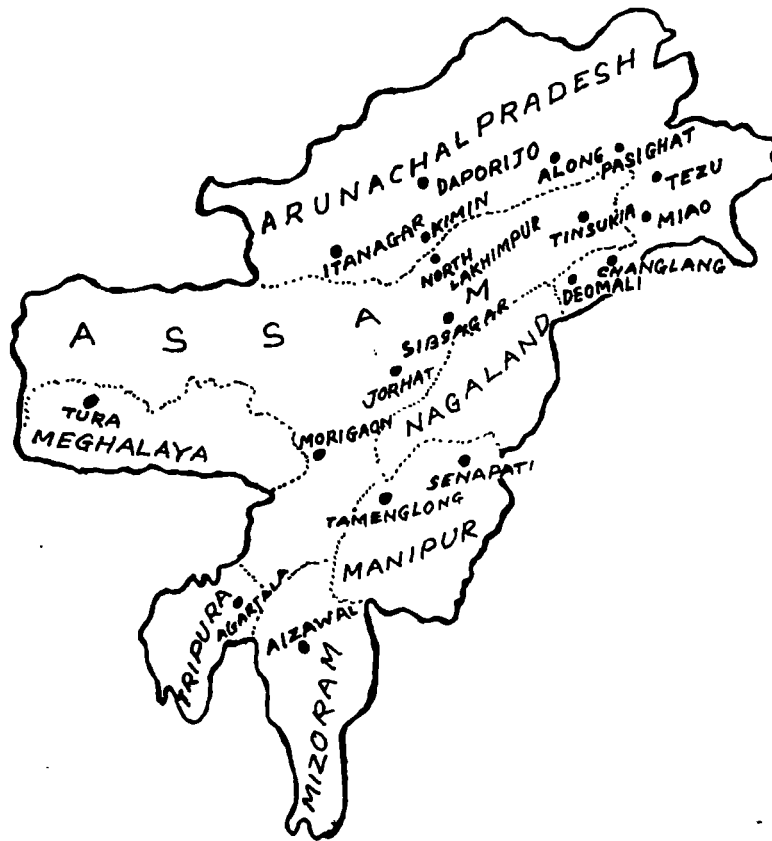 ARUNACHAL PRADESH
DAPORIJO
ALONG
PASIGHAT
TEZU
ITANAGAR
KIMIN
NORTH
LAKHIMPUR
TINSUKIA
MIAO
CHANGLANG
DEOMALI
ASSAM
SIBSAGAR
JORHAT
NAGALAND
TURA
MEGHALAYA
MORIGAON
SENAPATI
TAMENGLONG
MANIPUR
TRIPURA
AGARTALA
AIZAWAL
MIZORAM